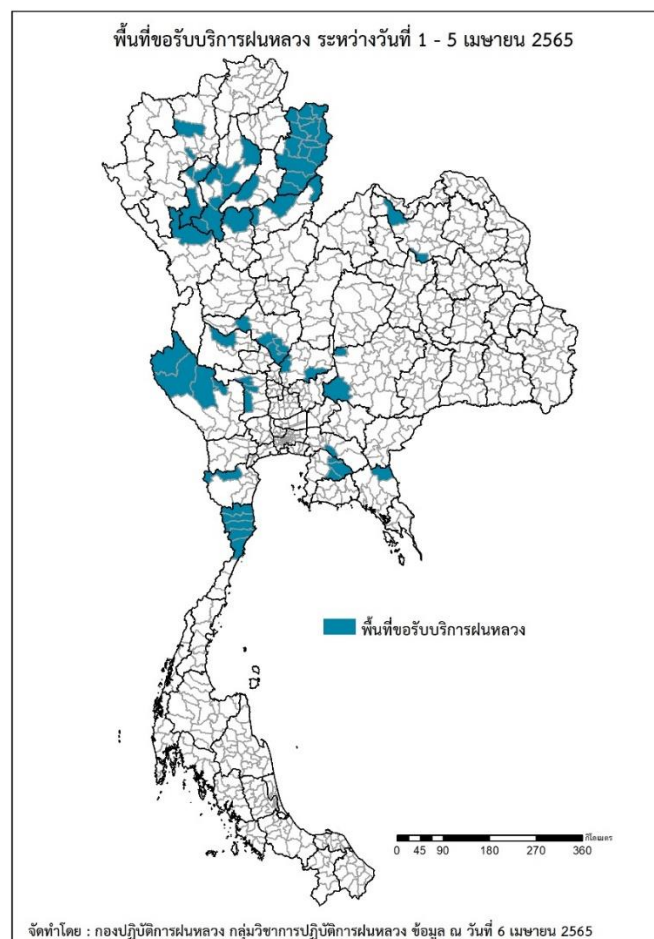 พื้นที่ขอรับบริการฝนหลวง ระหว่างวันที่ 1 - 5 เมษายน 2565
พื้นที่ขอรับบริการฝนหลวง
กิโลเมตร
0 45 90 180 270 360
จัดทำโดย : กองปฏิบัติการฝนหลวง กลุ่มวิชาการปฏิบัติการฝนหลวง ข้อมูล ณ วันที่ 6 เมษายน 2565